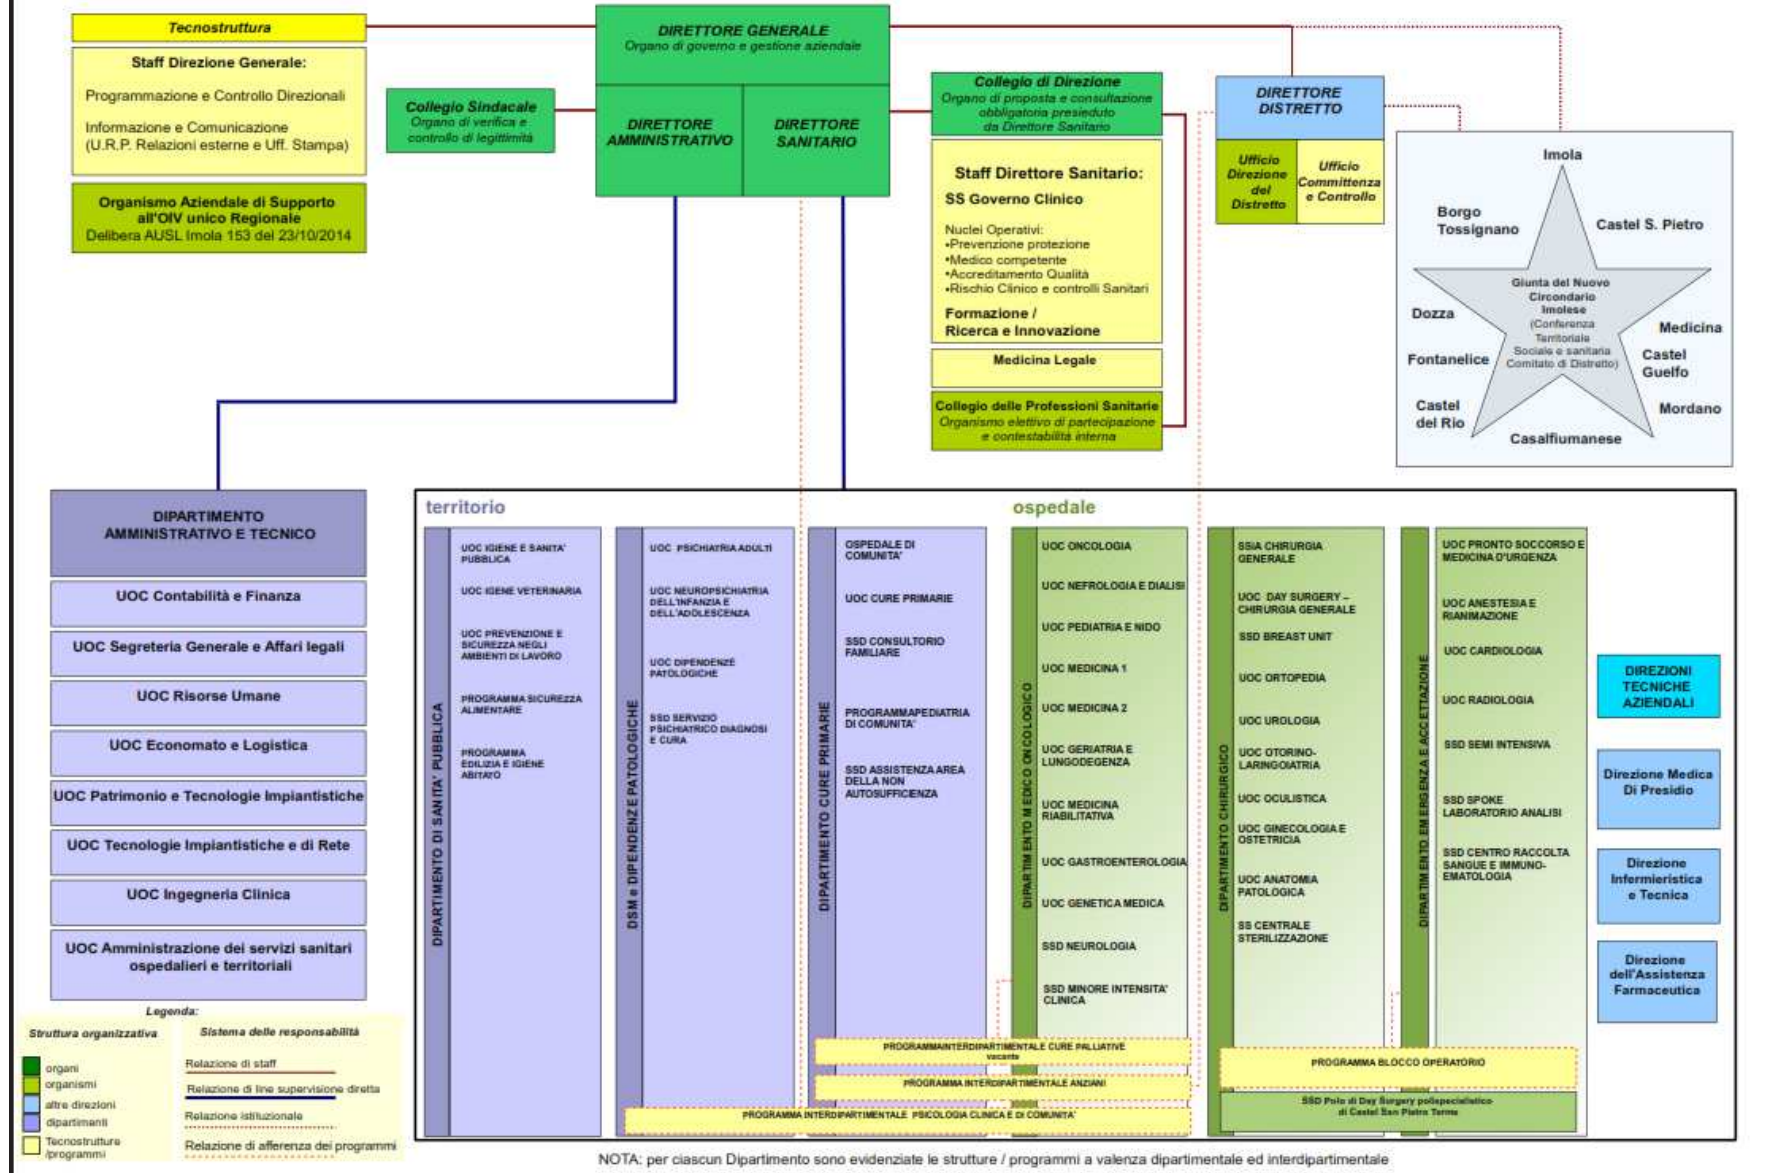 Tecnostruttura
Staff Direzione Generale:
Programmazione e Controllo Direzionali
Informazione e Comunicazione
(U.R.P. Relazioni esterne e Uff. Stampa)
Organismo Aziendale di Supporto
all'OIV unico Regionale
Delibera AUSL Imola 153 del 23/10/2014
Collegio Sindacale
Organo di verifica e
controllo di legittimità
DIRETTORE GENERALE
Organo di governo e gestione aziendale
DIRETTORE
AMMINISTRATIVO
DIRETTORE
SANITARIO
Collegio di Direzione
Organo di proposta e consultazione
obbligatoria presieduto
da Direttore Sanitario
Staff Direttore Sanitario:
SS Governo Clinico
Nuclei Operativi:
•Prevenzione protezione
•Medico competente
•Accreditamento Qualità
•Rischio Clinico e controlli Sanitari
Formazione /
Ricerca e Innovazione
Medicina Legale
Collegio delle Professioni Sanitarie
Organismo elettivo di partecipazione
e contestabilità interna
DIRETTORE
DISTRETTO
Ufficio
Direzione
del
Distretto
Ufficio
Committenza
e Controllo
Imola
Borgo
Tossignano
Castel S. Pietro
Giunta del Nuovo
Circondario
Imolese
(Conferenza
Territoriale
Sociale e sanitaria
Comitato di Distretto)
Dozza
Medicina
Fontanelice
Castel
Guelfo
Castel
del Rio
Mordano
Casalfiumanese
DIPARTIMENTO
AMMINISTRATIVO E TECNICO
UOC Contabilità e Finanza
UOC Segreteria Generale e Affari legali
UOC Risorse Umane
UOC Economato e Logistica
UOC Patrimonio e Tecnologie Impiantistiche
UOC Tecnologie Impiantistiche e di Rete
UOC Ingegneria Clinica
UOC Amministrazione dei servizi sanitari
ospedalieri e territoriali
territorio
DIPARTIMENTO DI SANITA' PUBBLICA
UOC IGIENE E SANITA'
PUBBLICA
UOC IGENE VETERINARIA
UOC PREVENZIONE E
SICUREZZA NEGLI
AMBIENTI DI LAVORO
PROGRAMMA SICUREZZA
ALIMENTARE
PROGRAMMA
EDILIZIA E IGIENE
ABITATO
DSM e DIPENDENZE PATOLOGICHE
UOC PSICHIATRIA ADULTI
UOC NEUROPSICHIATRIA
DELL'INFANZIA E
DELL'ADOLESCENZA
UOC DIPENDENZE
PATOLOGICHE
SSD SERVIZIO
PSICHIATRICO DIAGNOSI
E CURA
DIPARTIMENTO CURE PRIMARIE
OSPEDALE DI
COMUNITA'
UOC CURE PRIMARIE
SSD CONSULTORIO
FAMILIARE
PROGRAMMAPEDIATRIA
DI COMUNITA'
SSD ASSISTENZA AREA
DELLA NON
AUTOSUFFICIENZA
ospedale
DIPARTIMENTO MEDICO ONCOLOGICO
UOC ONCOLOGIA
UOC NEFROLOGIA E DIALISI
UOC PEDIATRIA E NIDO
UOC MEDICINA 1
UOC MEDICINA 2
UOC GERIATRIA E
LUNGODEGENZA
UOC MEDICINA
RIABILITATIVA
UOC GASTROENTEROLOGIA
UOC GENETICA MEDICA
SSD NEUROLOGIA
SSD MINORE INTENSITA'
CLINICA
DIPARTIMENTO CHIRURGICO
SSIA CHIRURGIA
GENERALE
UOC DAY SURGERY –
CHIRURGIA GENERALE
SSD BREAST UNIT
UOC ORTOPEDIA
UOC UROLOGIA
UOC OTORINO-
LARINGOIATRIA
UOC OCULISTICA
UOC GINECOLOGIA E
OSTETRICIA
UOC ANATOMIA
PATOLOGICA
SS CENTRALE
STERILIZZAZIONE
DIPARTIMENTO EMERGENZA E ACCETTAZIONE
UOC PRONTO SOCCORSO E
MEDICINA D'URGENZA
UOC ANESTESIA E
RIANIMAZIONE
UOC CARDIOLOGIA
UOC RADIOLOGIA
SSD SEMI INTENSIVA
SSD SPOKE
LABORATORIO ANALISI
SSD CENTRO RACCOLTA
SANGUE E IMMUNO-
EMATOLOGIA
PROGRAMMAINTERDIPARTIMENTALE CURE PALLIATIVE
vacante
PROGRAMMA INTERDIPARTIMENTALE ANZIANI
PROGRAMMA INTERDIPARTIMENTALE PSICOLOGIA CLINICA E DI COMUNITA'
PROGRAMMA BLOCCO OPERATORIO
SSD Polo di Day Surgery polispecialistico
di Castel San Pietro Terme
DIREZIONI
TECNICHE
AZIENDALI
Direzione Medica
Di Presidio
Direzione
Infermieristica
e Tecnica
Direzione
dell'Assistenza
Farmaceutica
Legenda:
Struttura organizzativa
organi
organismi
altre direzioni
dipartimenti
Tecnostrutture
/programmi
Sistema delle responsabilità
Relazione di staff
Relazione di line supervisione diretta
Relazione istituzionale
Relazione di afferenza dei programmi
NOTA: per ciascun Dipartimento sono evidenziate le strutture / programmi a valenza dipartimentale ed interdipartimentale